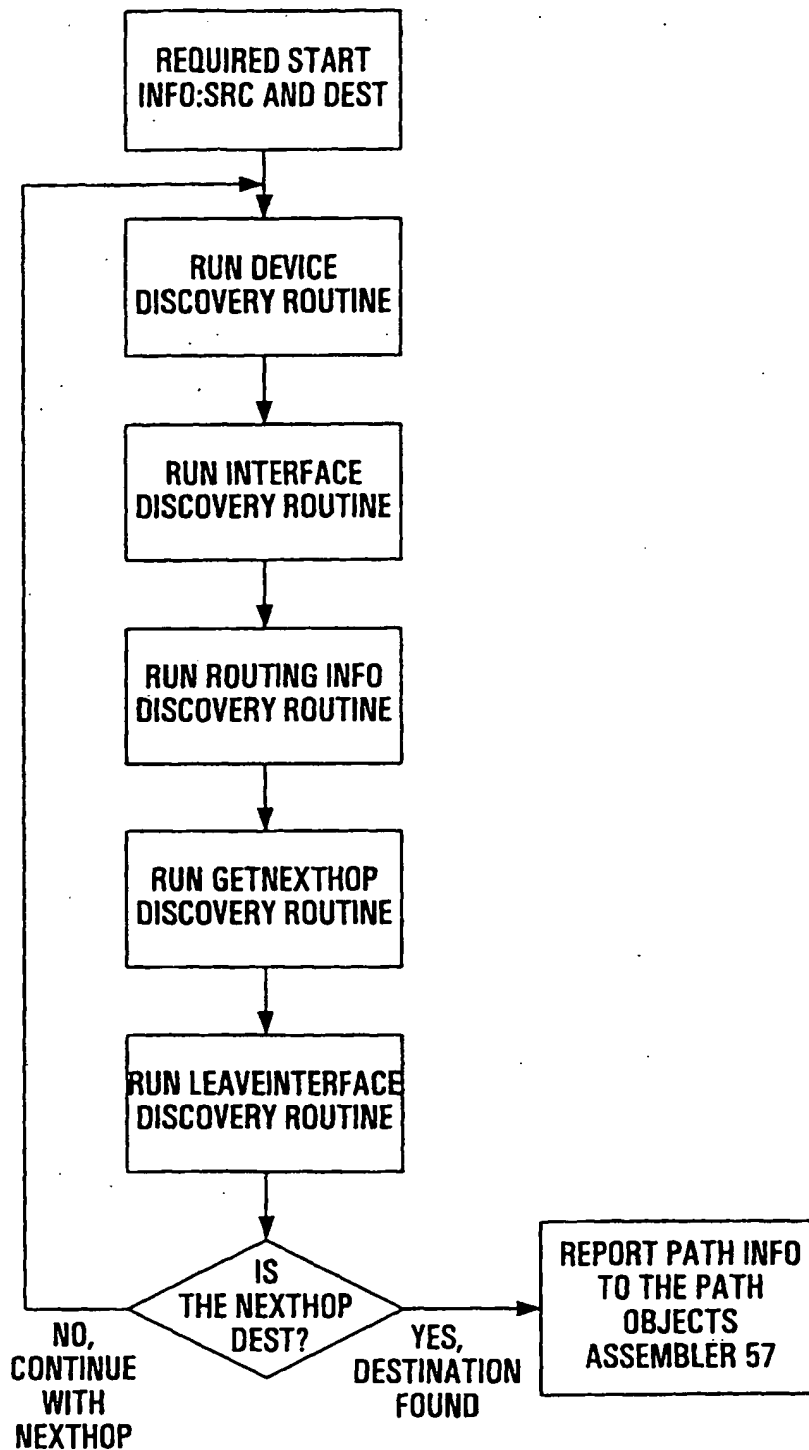 REQUIRED START
INFO:SRC AND DEST
RUN DEVICE
DISCOVERY ROUTINE
RUN INTERFACE
DISCOVERY ROUTINE
RUN ROUTING INFO
DISCOVERY ROUTINE
RUN GETNEXTHOP
DISCOVERY ROUTINE
RUN LEAVEINTERFACE
DISCOVERY ROUTINE
IS
THE NEXTHOP
DEST?
NO,
CONTINUE
WITH
NEXTHOP
YES,
DESTINATION
FOUND
REPORT PATH INFO
TO THE PATH
OBJECTS
ASSEMBLER 57